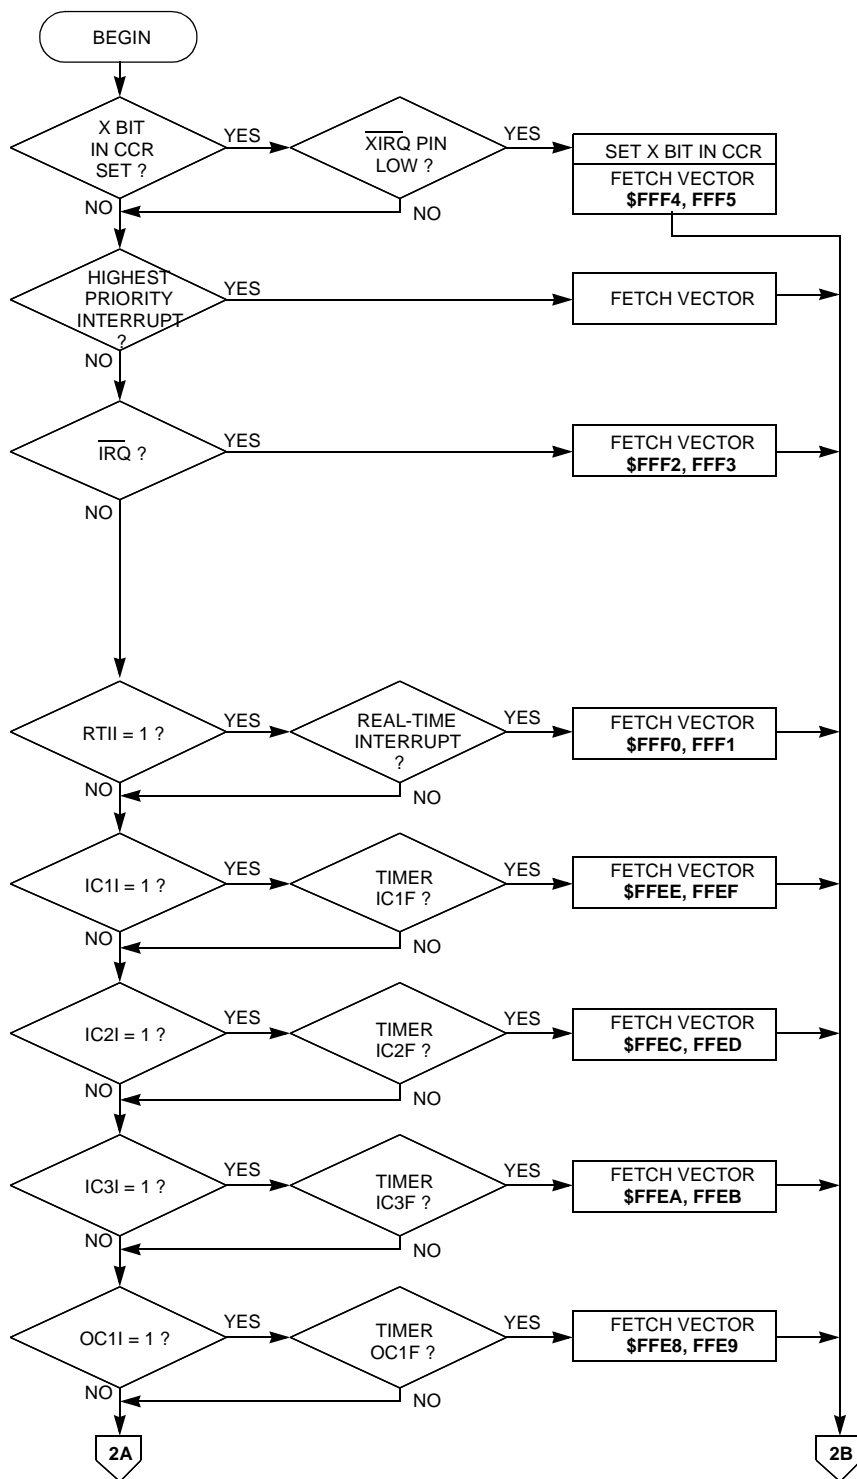 BEGIN
X BIT
IN CCR
SET ?
YES
XIRQ PIN
LOW ?
YES
SET X BIT IN CCR
FETCH VECTOR
$FFF4, FFF5
NO
NO
HIGHEST
PRIORITY
INTERRUPT
?
YES
FETCH VECTOR
NO
IRQ ?
YES
FETCH VECTOR
$FFF2, FFF3
NO
RTII = 1 ?
YES
REAL-TIME
INTERRUPT
?
YES
FETCH VECTOR
$FFF0, FFF1
NO
NO
IC1I = 1 ?
YES
TIMER
IC1F ?
YES
FETCH VECTOR
$FFEE, FFEF
NO
NO
IC2I = 1 ?
YES
TIMER
IC2F ?
YES
FETCH VECTOR
$FFEC, FFED
NO
NO
IC3I = 1 ?
YES
TIMER
IC3F ?
YES
FETCH VECTOR
$FFEA, FFEB
NO
NO
OC1I = 1 ?
YES
TIMER
OC1F ?
YES
FETCH VECTOR
$FFE8, FFE9
NO
NO
2A
2B